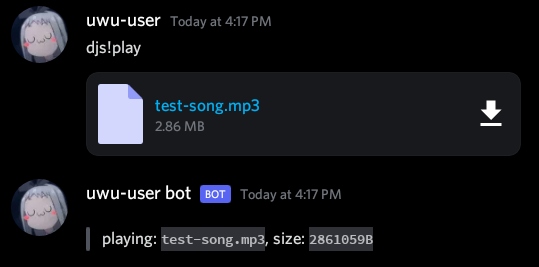 uwu-user Today at 4:17 PM
djs!play
test-song.mp3
2.86 MB
uwu-user bot BOT Today at 4:17 PM
playing: test-song.mp3, size: 2861059B